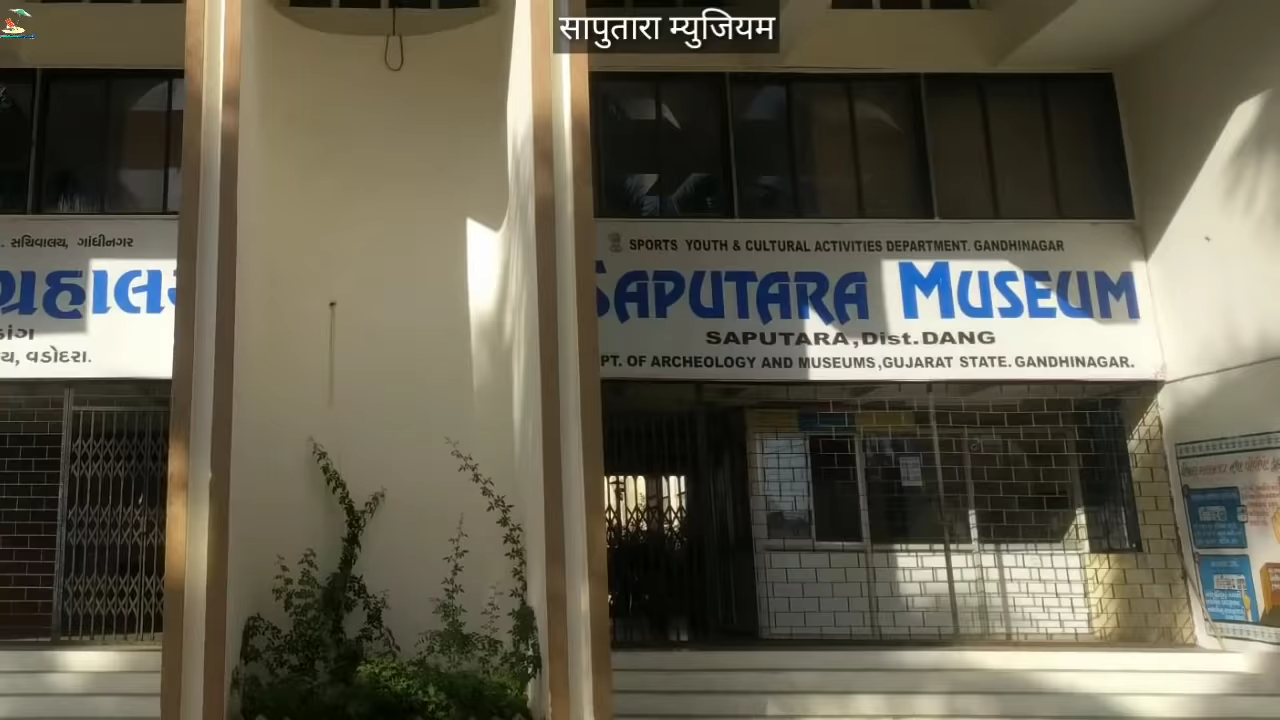 सापुतारा म्युजियम
. સચિવાલય, ગાંધીનગર
ગ્રહાલય
ડાંગ
ય, વડોદરા.
SPORTS YOUTH & CULTURAL ACTIVITIES DEPARTMENT. GANDHINAGAR
SAPUTARA MUSEUM
SAPUTARA,Dist.DANG
PT. OF ARCHEOLOGY AND MUSEUMS,GUJARAT STATE. GANDHINAGAR.